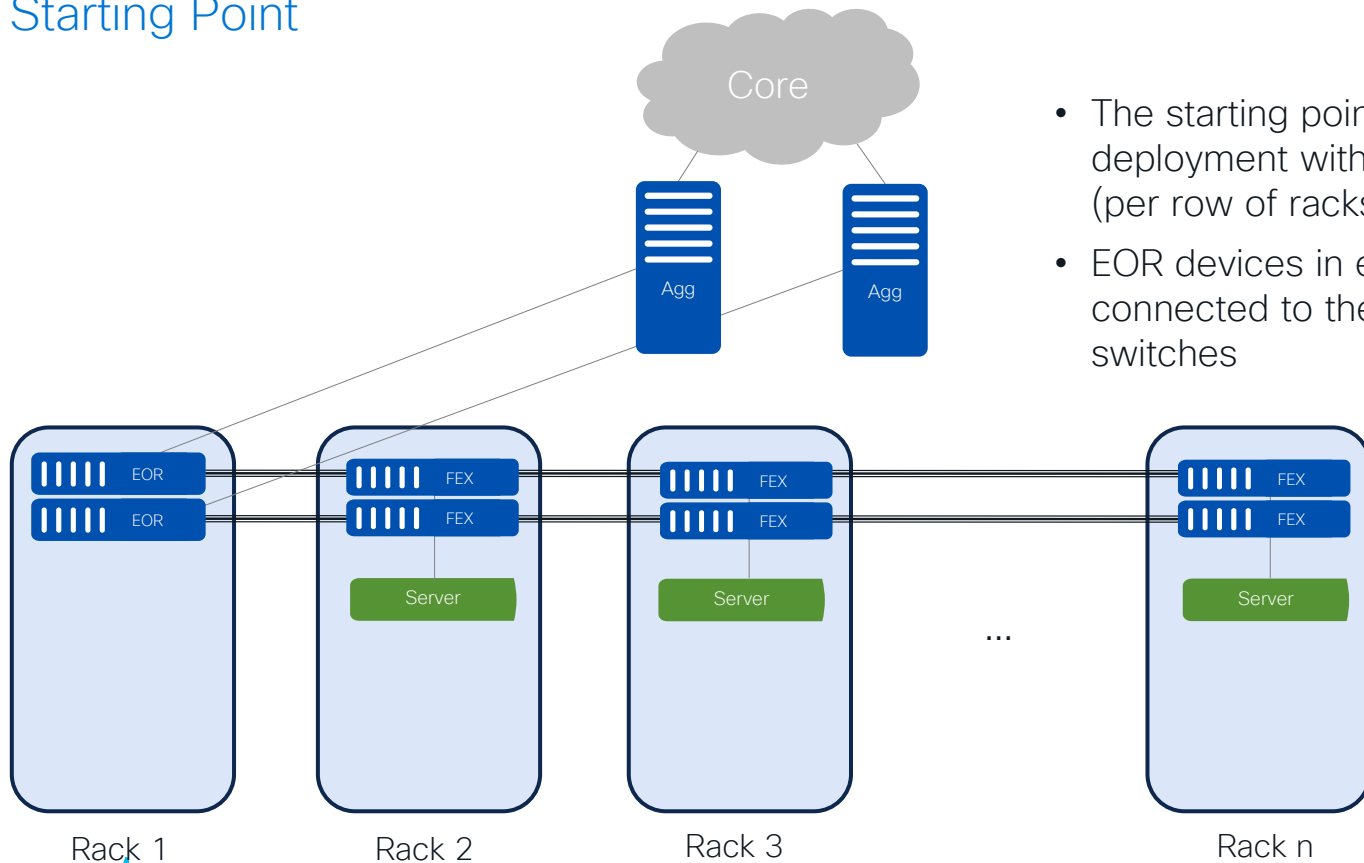 Starting Point
Core
• The starting poin
deployment with
(per row of racks
• EOR devices in e
connected to the
switches
Agg
Agg
EOR
EOR
FEX
FEX
Server
FEX
FEX
Server
...
FEX
FEX
Server
Rack 1
Rack 2
Rack 3
Rack n